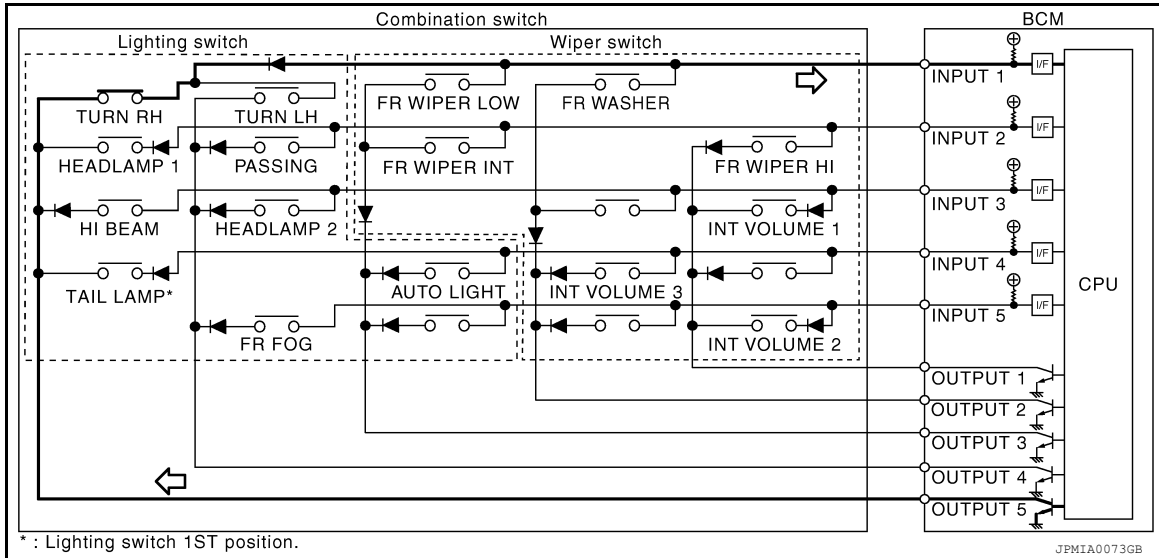 Combination switch
BCM
Lighting switch
Wiper switch
INPUT 1
I/F
TURN RH
TURN LH
FR WIPER LOW
FR WASHER
INPUT 2
I/F
HEADLAMP 1
PASSING
FR WIPER INT
FR WIPER HI
INPUT 3
I/F
HI BEAM
HEADLAMP 2
INT VOLUME 1
INPUT 4
I/F
CPU
TAIL LAMP*
AUTO LIGHT
INT VOLUME 3
INPUT 5
I/F
FR FOG
INT VOLUME 2
OUTPUT 1
OUTPUT 2
OUTPUT 3
OUTPUT 4
OUTPUT 5
* : Lighting switch 1ST position.
JPMIA0073GB